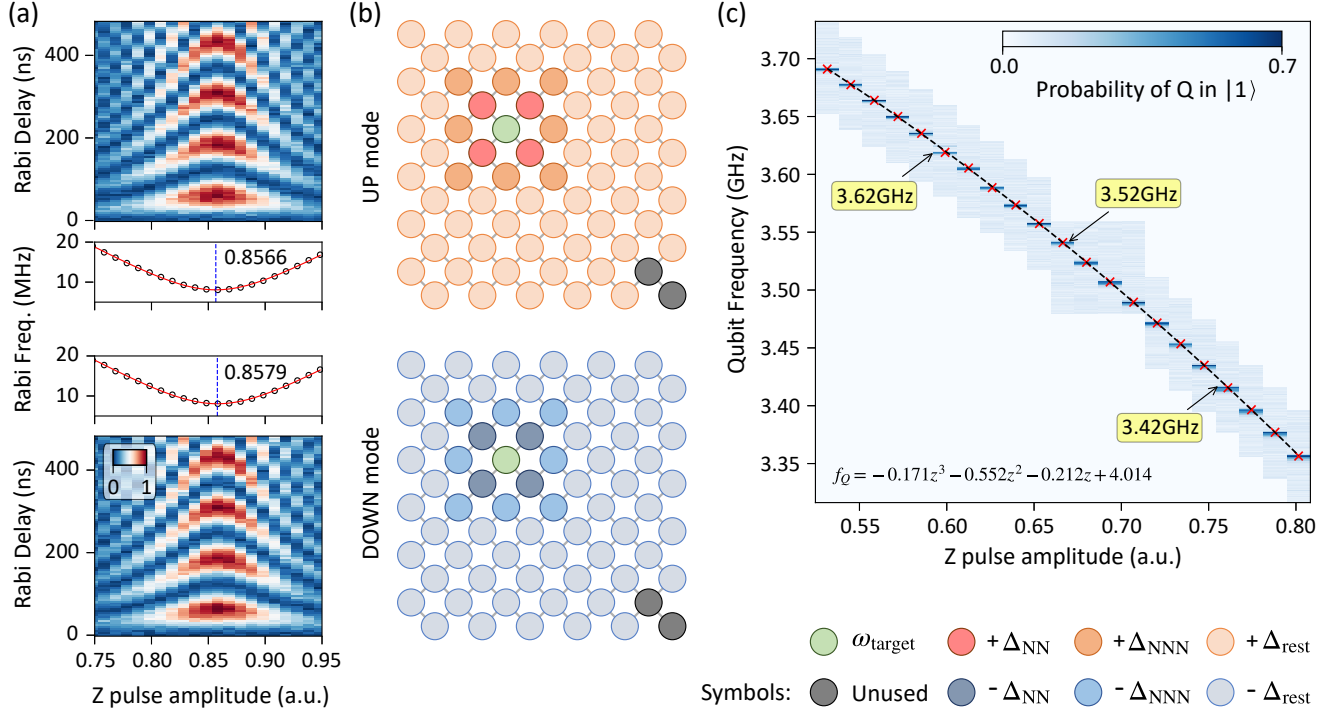 (a)
Rabi Delay (ns)
400
200
0
20
10
Rabi Freq. (MHz)
0.8566
20
10
0.8579
Rabi Delay (ns)
400
200
0
0 1
0.75 0.80 0.85 0.90 0.95
Z pulse amplitude (a.u.)
(b)
UP mode
DOWN mode
(c)
Qubit Frequency (GHz)
3.70
3.65
3.60
3.55
3.50
3.45
3.40
3.35
0.0 0.7
Probability of Q in |1⟩
3.62GHz
3.52GHz
3.42GHz
f_Q = −0.171z³−0.552z²−0.212z+4.014
0.55 0.60 0.65 0.70 0.75 0.80
Z pulse amplitude (a.u.)
ω_target + Δ_NN + Δ_NNN + Δ_rest
Symbols: Unused - Δ_NN - Δ_NNN - Δ_rest